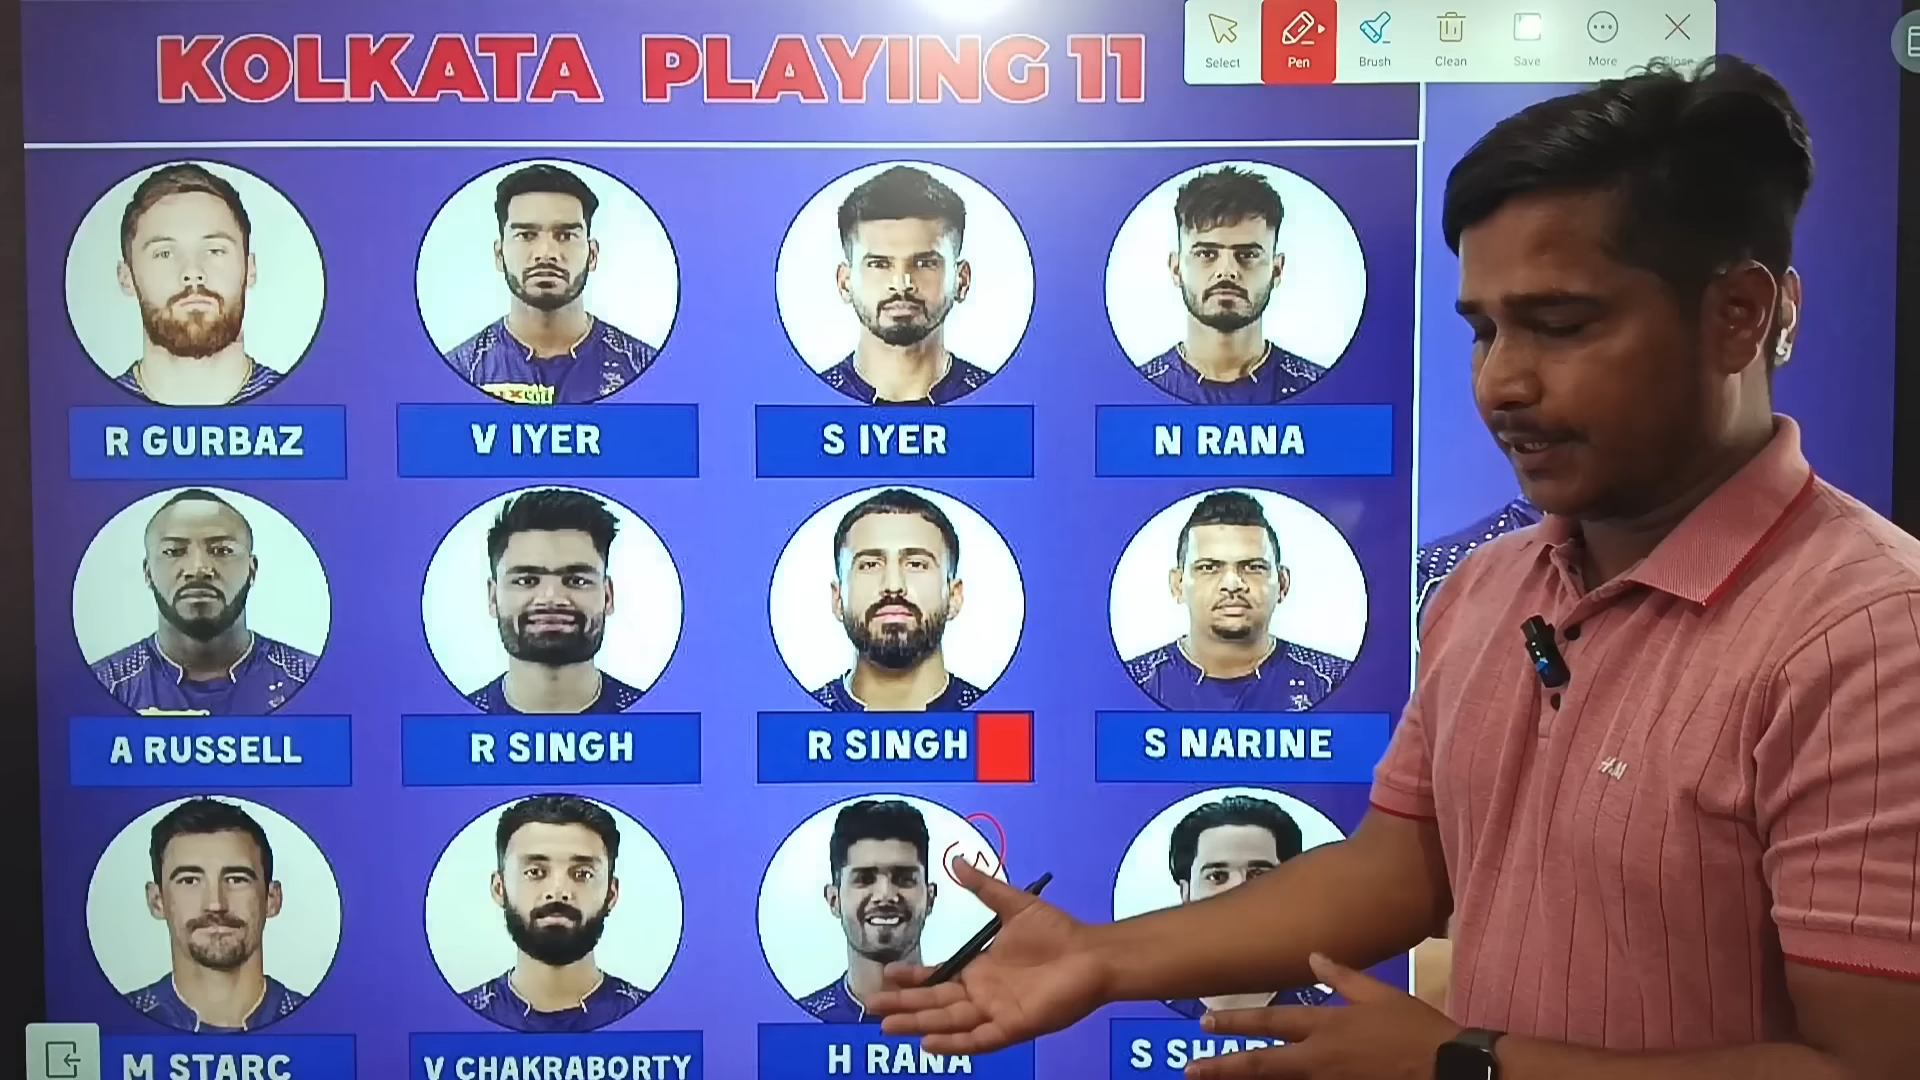 KOLKATA PLAYING 11
Select Pen Brush Clean Save More Close
R GURBAZ V IYER S IYER N RANA
A RUSSELL R SINGH R SINGH S NARINE
M STARC V CHAKRABORTY H RANA S
H&M